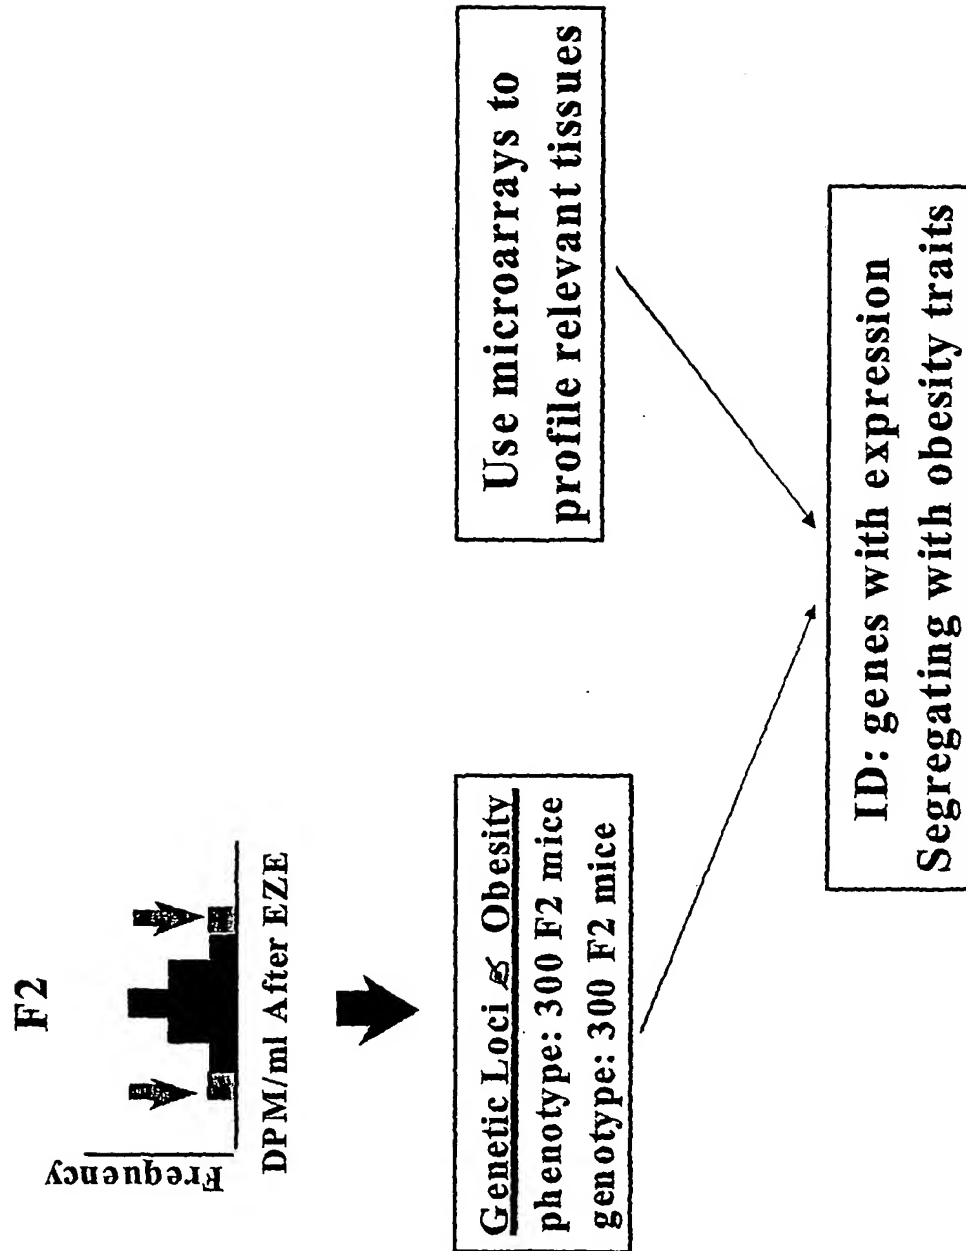 F2
Frequency
DPM/ml After EZE
Genetic Loci & Obesity
phenotype: 300 F2 mice
genotype: 300 F2 mice
Use microarrays to
profile relevant tissues
ID: genes with expression
Segregating with obesity traits